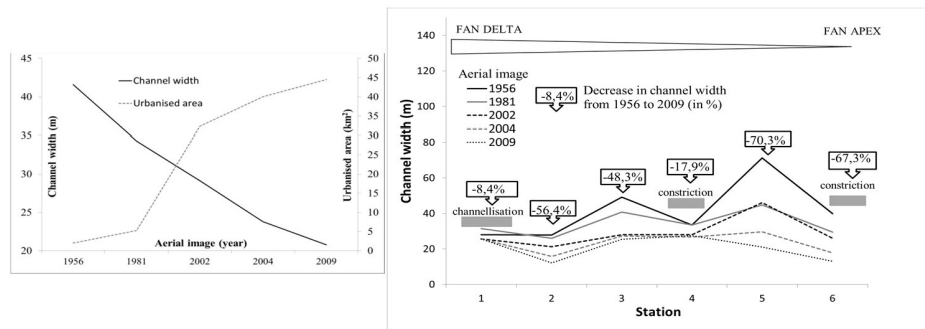 45
40
35
30
25
20
Channel width (m)
Channel width
Urbanised area
50
45
40
35
30
25
20
15
10
5
0
Urbanised area (km²)
Aerial image (year)
1956 1981 2002 2004 2009
FAN DELTA FAN APEX
140
120
100
80
60
40
20
0
Channel width (m)
Aerial image
1956
1981
2002
2004
2009
-8,4% Decrease in channel width
from 1956 to 2009 (in %)
-8,4%
channellisation
-56,4%
-48,3%
-17,9%
constriction
-70,3%
-67,3%
constriction
1 2 3 4 5 6
Station